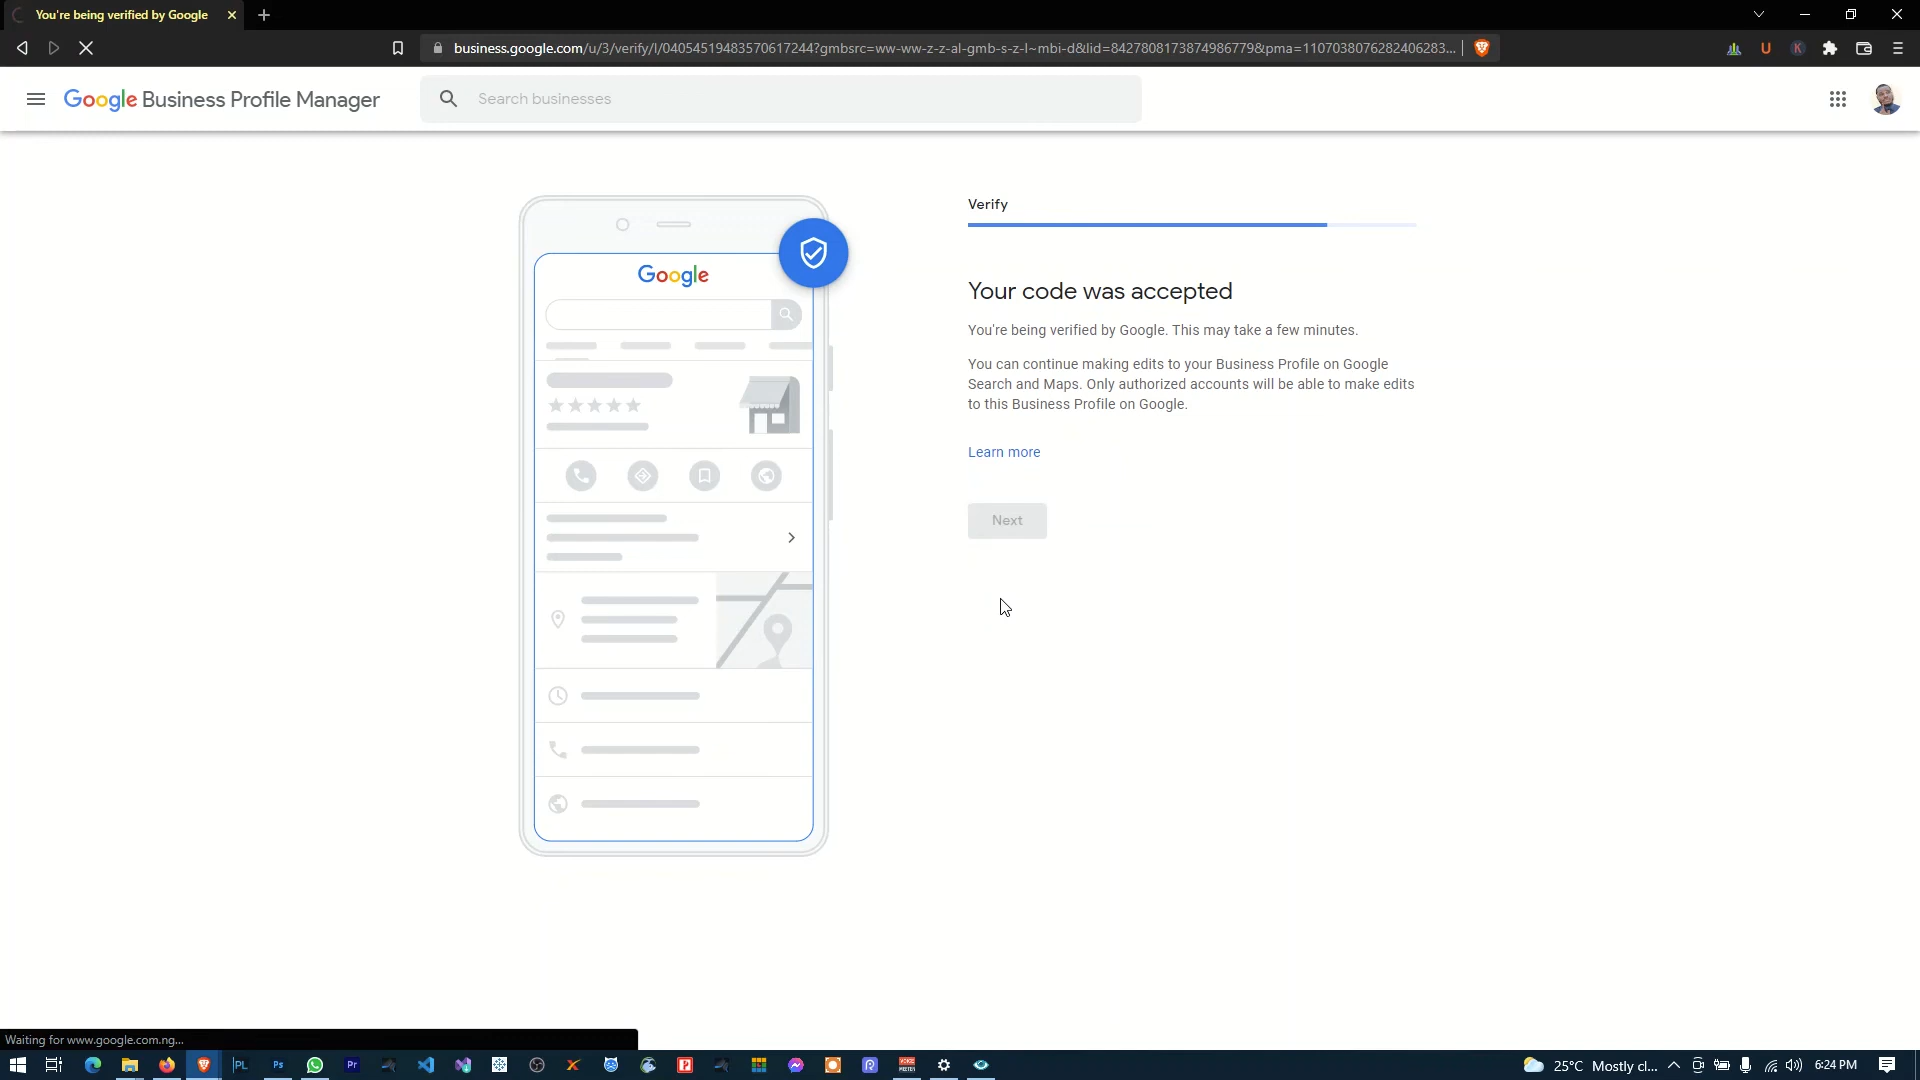 You're being verified by Google
business.google.com/u/3/verify/l/04054519483570617244?gmbsrc=ww-ww-z-z-al-gmb-s-z-l~mbi-d&lid=8427808173874986779&pma=1107038076282406283...
Google Business Profile Manager
Search businesses
Verify
Google
Your code was accepted
You're being verified by Google. This may take a few minutes.
You can continue making edits to your Business Profile on Google
Search and Maps. Only authorized accounts will be able to make edits
to this Business Profile on Google.
Learn more
Next
Waiting for www.google.com.ng...
PL
Ps
Pr
25°C Mostly cl...
6:24 PM